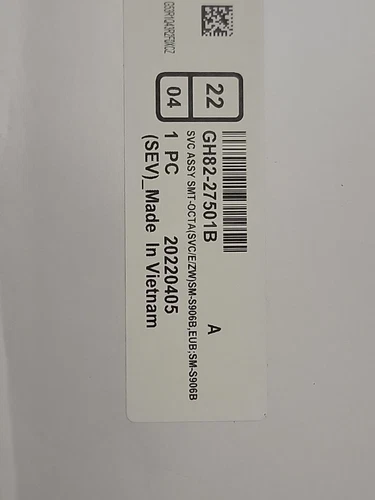 22
04
GH82-27501B
A
SVC ASSY SMT-OCTA(SVC/E/ZW)SM-S906B,EUB;SM-S906B
1 PC 20220405
(SEV)_Made In Vietnam